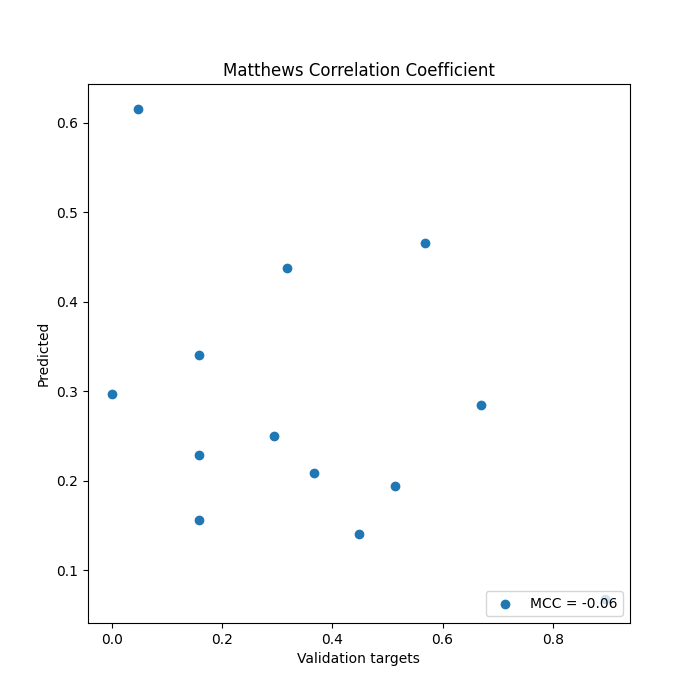 Matthews Correlation Coefficient
0.6
0.5
0.4
0.3
0.2
0.1
Predicted
MCC = -0.06
0.0 0.2 0.4 0.6 0.8
Validation targets